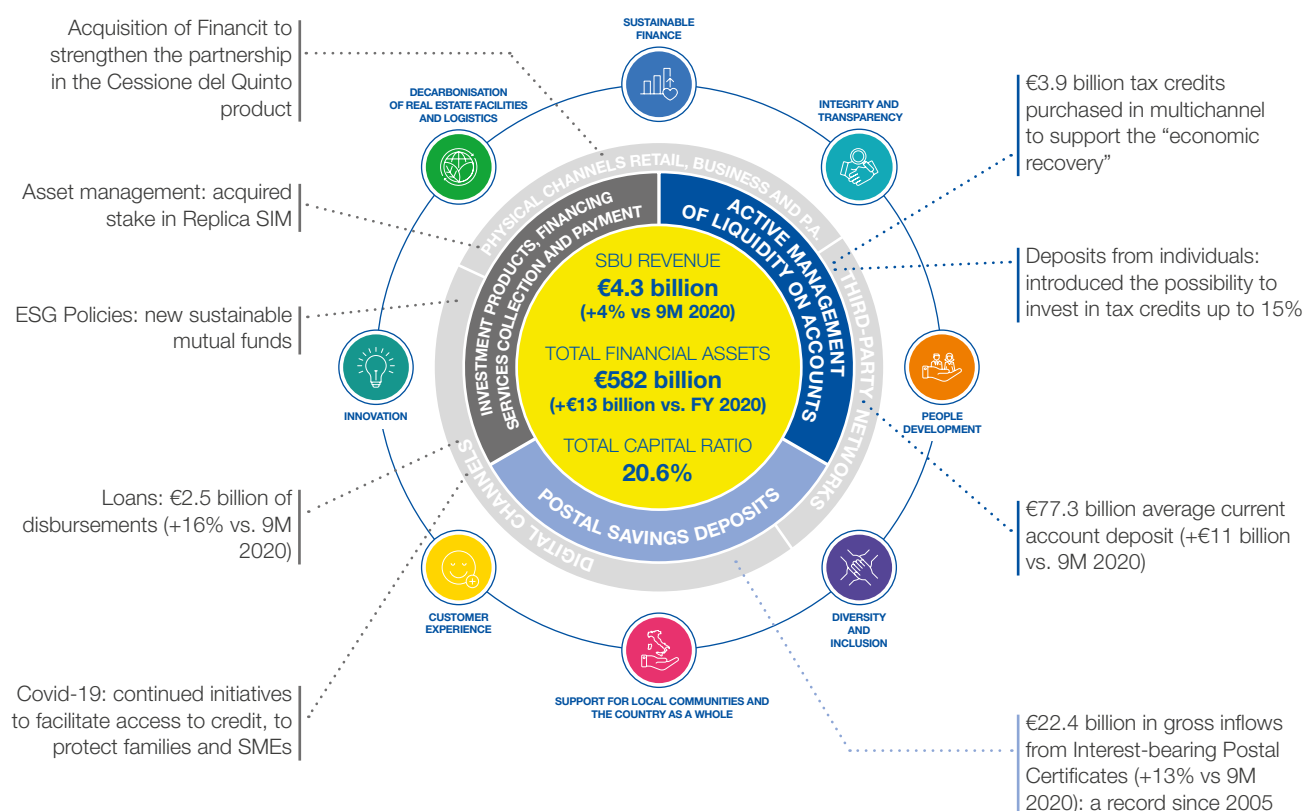 Acquisition of Financit to
strengthen the partnership
in the Cessione del Quinto
product
Asset management: acquired
stake in Replica SIM
ESG Policies: new sustainable
mutual funds
Loans: €2.5 billion of
disbursements (+16% vs. 9M
2020)
Covid-19: continued initiatives
to facilitate access to credit, to
protect families and SMEs
SUSTAINABLE
FINANCE
DECARBONISATION
OF REAL ESTATE FACILITIES
AND LOGISTICS
INTEGRITY AND
TRANSPARENCY
INNOVATION
PEOPLE
DEVELOPMENT
CUSTOMER
EXPERIENCE
DIVERSITY
AND
INCLUSION
SUPPORT FOR LOCAL COMMUNITIES AND
THE COUNTRY AS A WHOLE
PHYSICAL CHANNELS RETAIL, BUSINESS AND P.A.
THIRD-PARTY NETWORKS
DIGITAL CHANNELS
INVESTMENT PRODUCTS, FINANCING
SERVICES COLLECTION AND PAYMENT
ACTIVE MANAGEMENT
OF LIQUIDITY ON ACCOUNTS
POSTAL SAVINGS DEPOSITS
SBU REVENUE
€4.3 billion
(+4% vs 9M 2020)
TOTAL FINANCIAL ASSETS
€582 billion
(+€13 billion vs. FY 2020)
TOTAL CAPITAL RATIO
20.6%
€3.9 billion tax credits
purchased in multichannel
to support the “economic
recovery”
Deposits from individuals:
introduced the possibility to
invest in tax credits up to 15%
€77.3 billion average current
account deposit (+€11 billion
vs. 9M 2020)
€22.4 billion in gross inflows
from Interest-bearing Postal
Certificates (+13% vs 9M
2020): a record since 2005